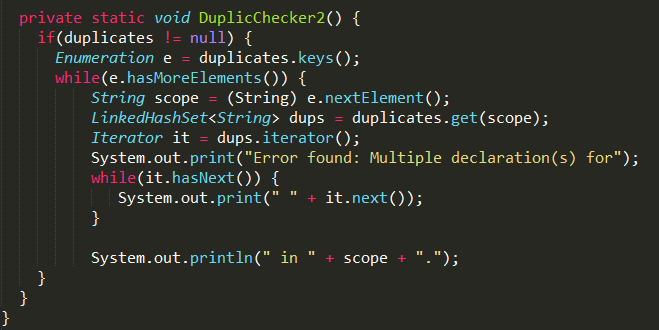 private static void DuplicChecker2() {
if(duplicates != null) {
Enumeration e = duplicates.keys();
while(e.hasMoreElements()) {
String scope = (String) e.nextElement();
LinkedHashSet<String> dups = duplicates.get(scope);
Iterator it = dups.iterator();
System.out.print("Error found: Multiple declaration(s) for");
while(it.hasNext()) {
System.out.print(" " + it.next());
}
System.out.println(" in " + scope + ".");
}
}
}